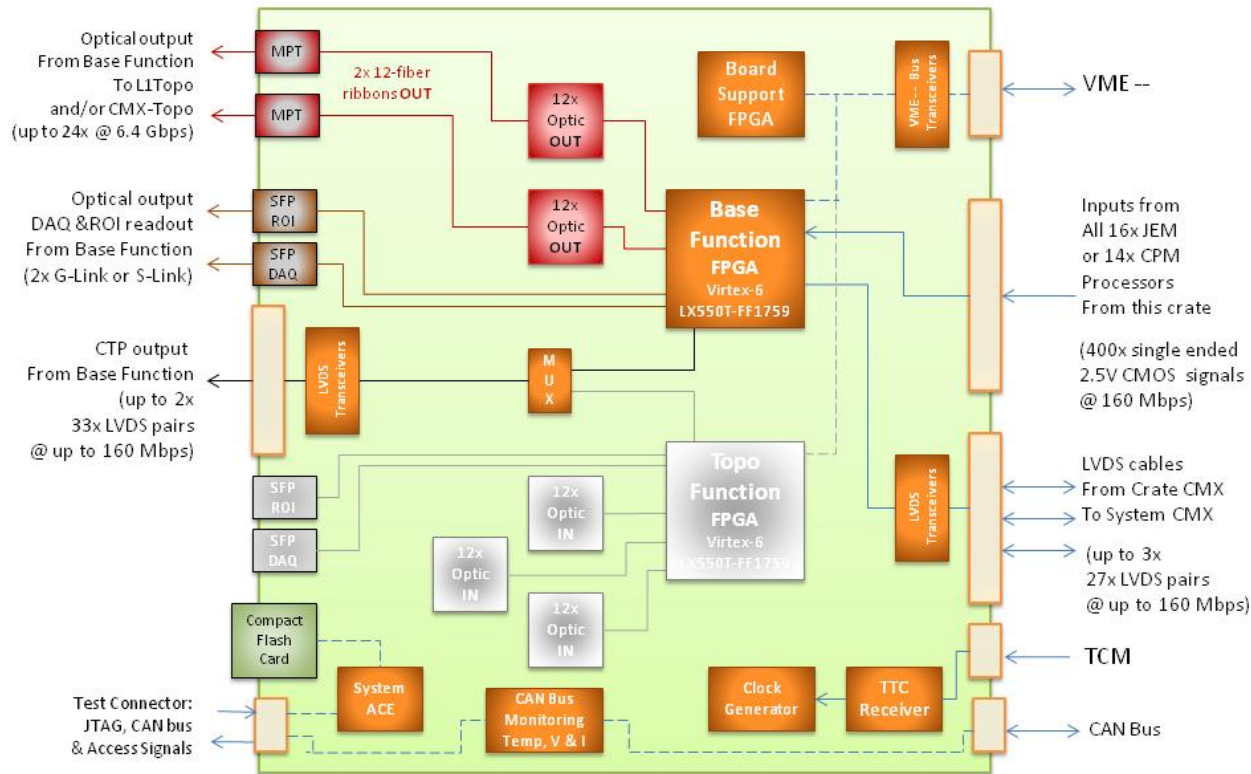 Optical output
From Base Function
To L1Topo
and/or CMX-Topo
(up to 24x @ 6.4 Gbps)
MPT
MPT
2x 12-fiber
ribbons OUT
12x
Optic
OUT
12x
Optic
OUT
Board
Support
FPGA
VME-- Bus
Transceivers
VME --
Optical output
DAQ &ROI readout
From Base Function
(2x G-Link or S-Link)
SFP
ROI
SFP
DAQ
Base
Function
FPGA
Virtex-6
LX550T-FF1759
Inputs from
All 16x JEM
or 14x CPM
Processors
From this crate
(400x single ended
2.5V CMOS signals
@ 160 Mbps)
CTP output
From Base Function
(up to 2x
33x LVDS pairs
@ up to 160 Mbps)
LVDS
Transceivers
M
U
X
SFP
ROI
SFP
DAQ
Topo
Function
FPGA
Virtex-6
LX550T-FF1759
12x
Optic
IN
12x
Optic
IN
12x
Optic
IN
LVDS
Transceivers
LVDS cables
From Crate CMX
To System CMX
(up to 3x
27x LVDS pairs
@ up to 160 Mbps)
Compact
Flash
Card
System
ACE
CAN Bus
Monitoring
Temp, V & I
Clock
Generator
TTC
Receiver
TCM
Test Connector:
JTAG, CAN bus
& Access Signals
CAN Bus